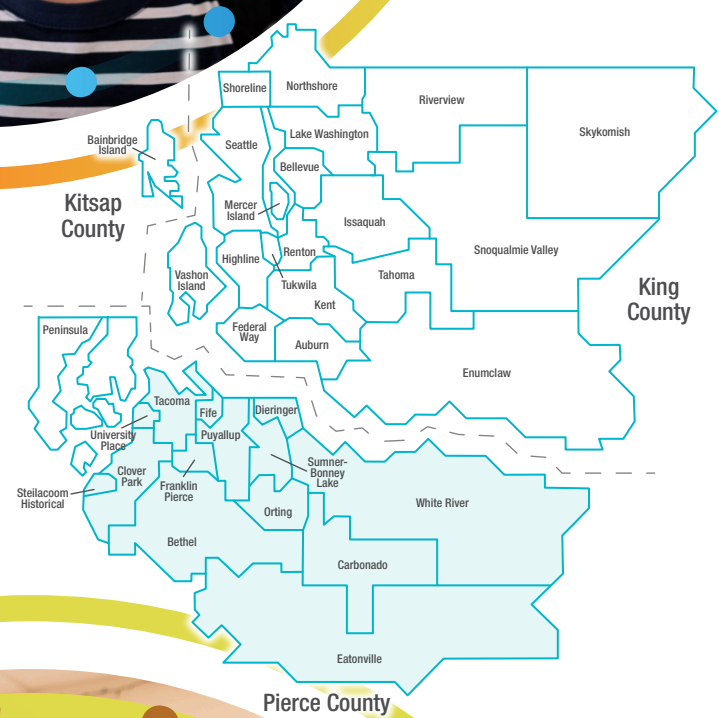 Shoreline
Northshore
Riverview
Skykomish
Bainbridge
Island
Seattle
Lake Washington
Bellevue
Kitsap
County
Mercer
Island
Issaquah
Snoqualmie Valley
Highline
Renton
Vashon
Island
Tukwila
Tahoma
Kent
King
County
Peninsula
Federal
Way
Auburn
Enumclaw
Tacoma
Fife
Dieringer
University
Place
Puyallup
Clover
Park
Franklin
Pierce
Sumner-
Bonney
Lake
Steilacoom
Historical
White River
Orting
Bethel
Carbonado
Eatonville
Pierce County